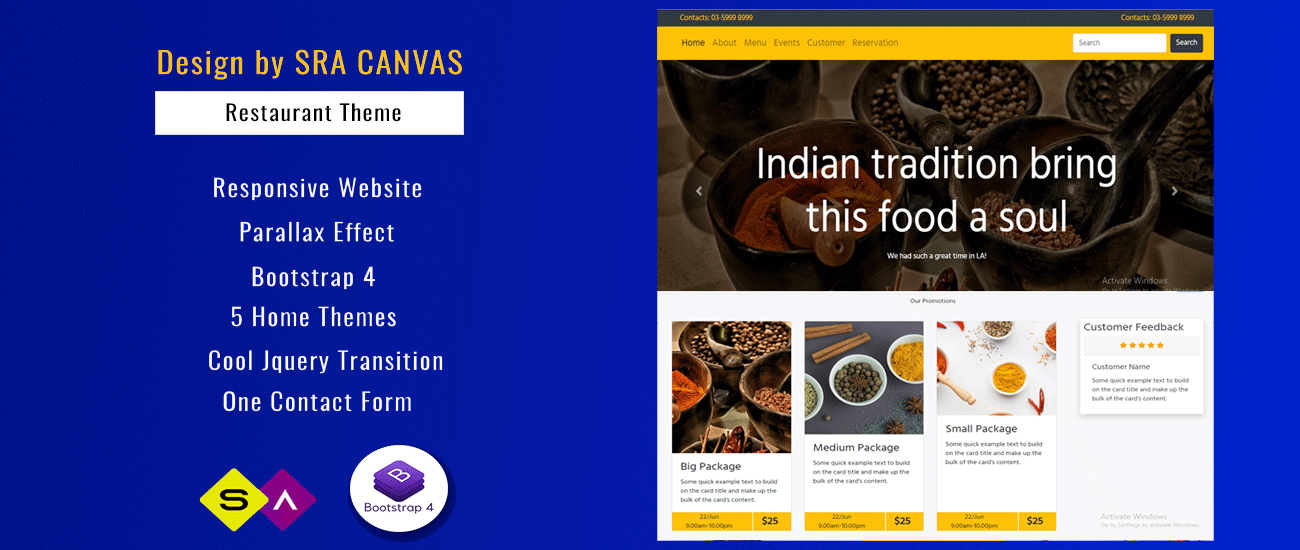 Design by SRA CANVAS
Restaurant Theme
Responsive Website
Parallax Effect
Bootstrap 4
5 Home Themes
Cool Jquery Transition
One Contact Form
S Λ
B
Bootstrap 4
Contacts: 03-5999 8999
Contacts: 03-5999 8999
Home About Menu Events Customer Reservation
Search
Search
Indian tradition bring
this food a soul
We had such a great time in LA!
Activate Windows
Go to Settings to activate Windows.
Our Promotions
Big Package
Some quick example text to build
on the card title and make up the
bulk of the card's content.
22/Jun
9.00am-10.00pm
$25
Medium Package
Some quick example text to build
on the card title and make up the
bulk of the card's content.
22/Jun
9.00am-10.00pm
$25
Small Package
Some quick example text to build
on the card title and make up the
bulk of the card's content.
22/Jun
9.00am-10.00pm
$25
Customer Feedback
Customer Name
Some quick example text to build
on the card title and make up the
bulk of the card's content.
Activate Windows
Go to Settings to activate Windows.